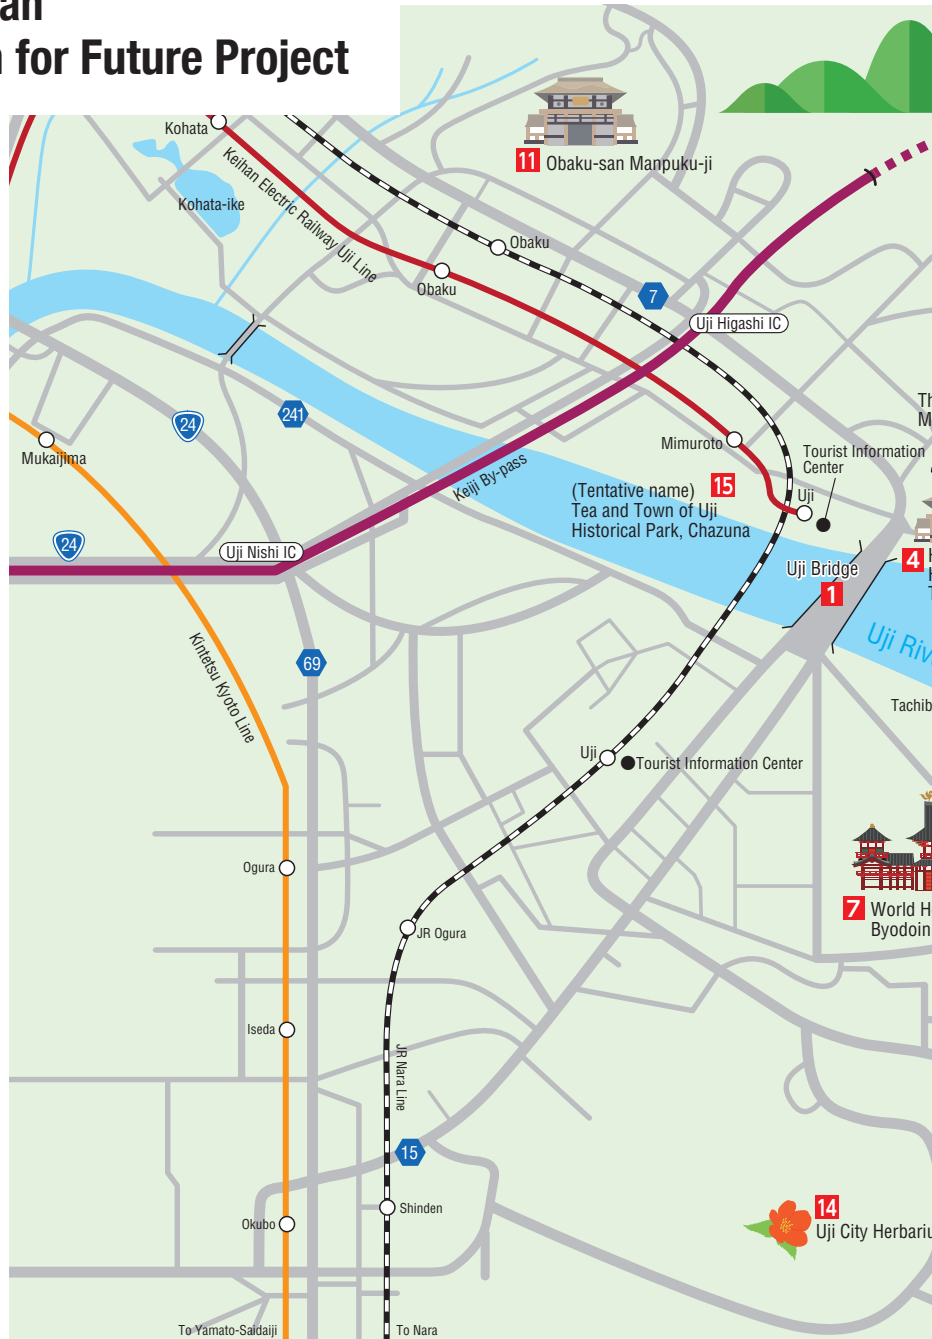 an
for Future Project
Kohata
11 Obaku-san Manpuku-ji
Keihan Electric Railway Uji Line
Kohata-ike
Obaku
Obaku
7
Uji Higashi IC
24
241
Mukaijima
Mimuroto
Tourist Information
Center
Keiji By-pass
15
(Tentative name)
Tea and Town of Uji
Historical Park, Chazuna
Uji
24
Uji Nishi IC
Uji Bridge
1
4
Uji Riv
Kintetsu Kyoto Line
69
Tachib
Uji
Tourist Information Center
Ogura
7 World H
Byodoin
JR Ogura
Iseda
JR Nara Line
15
Shinden
14
Uji City Herbariu
Okubo
To Yamato-Saidaiji
To Nara